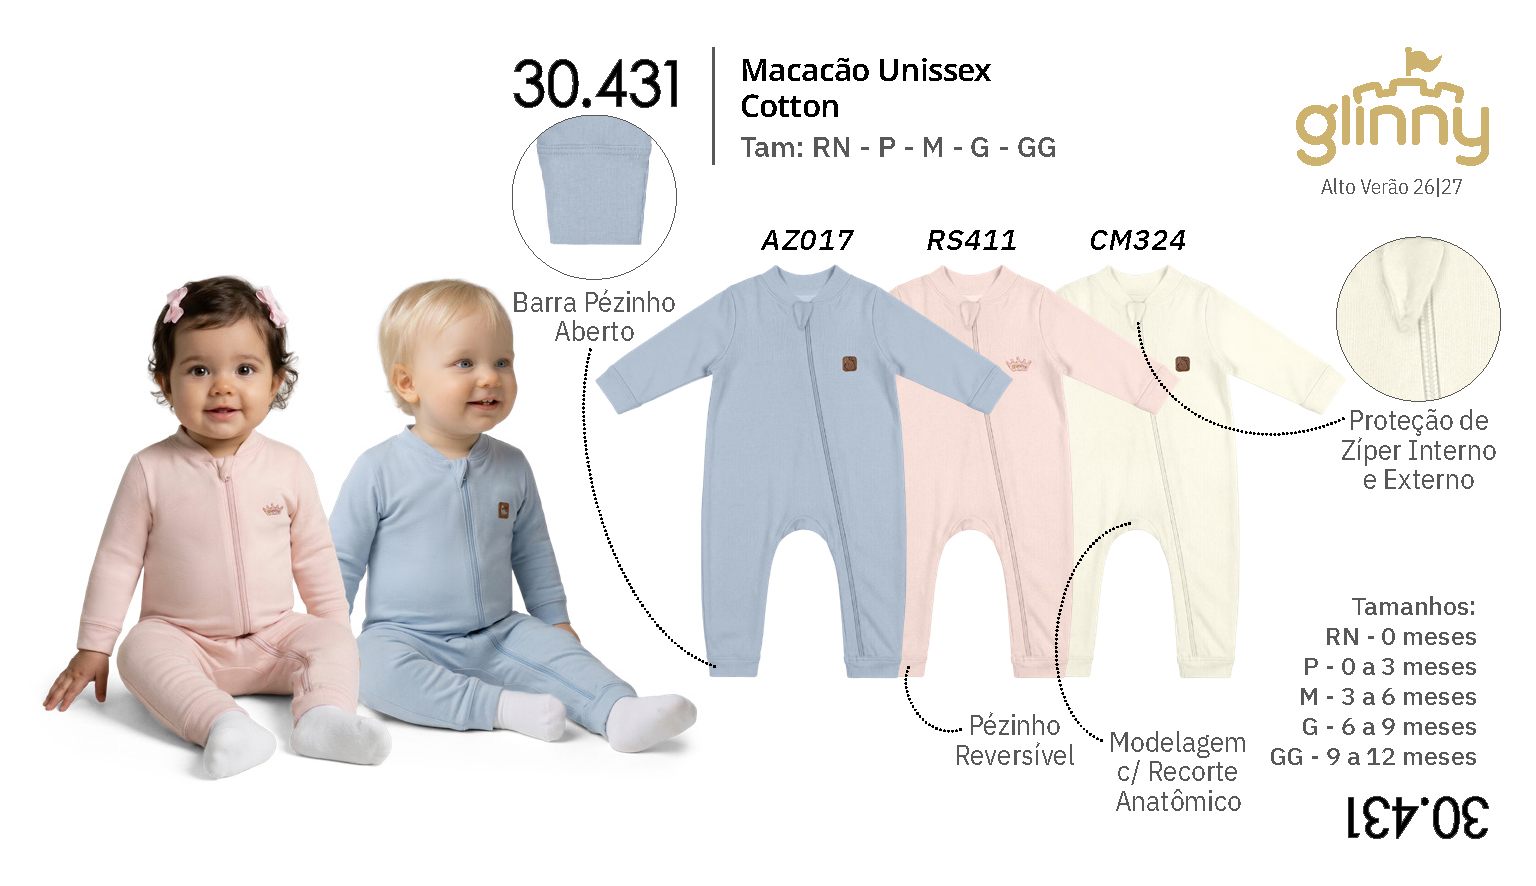 30.431
Macacão Unissex
Cotton
Tam: RN - P - M - G - GG
glinny
Alto Verão 26|27
AZ017
RS411
CM324
Barra Pézinho
Aberto
Proteção de
Zíper Interno
e Externo
Pézinho
Reversível
Modelagem
c/ Recorte
Anatômico
Tamanhos:
RN - 0 meses
P - 0 a 3 meses
M - 3 a 6 meses
G - 6 a 9 meses
GG - 9 a 12 meses
30.431